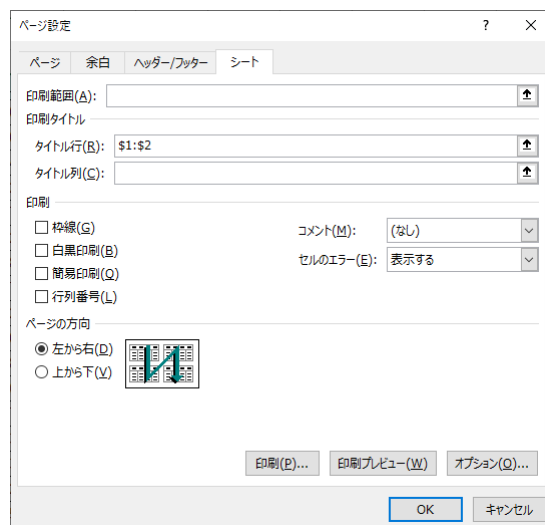 ページ設定 ? ×
ページ 余白 ヘッダー/フッター シート
印刷範囲(A):
印刷タイトル
タイトル行(R): $1:$2
タイトル列(C):
印刷
枠線(G) コメント(M): (なし)
白黒印刷(B) セルのエラー(E): 表示する
簡易印刷(Q)
行列番号(L)
ページの方向
左から右(D)
上から下(V)
印刷(P)... 印刷プレビュー(W) オプション(O)...
OK キャンセル